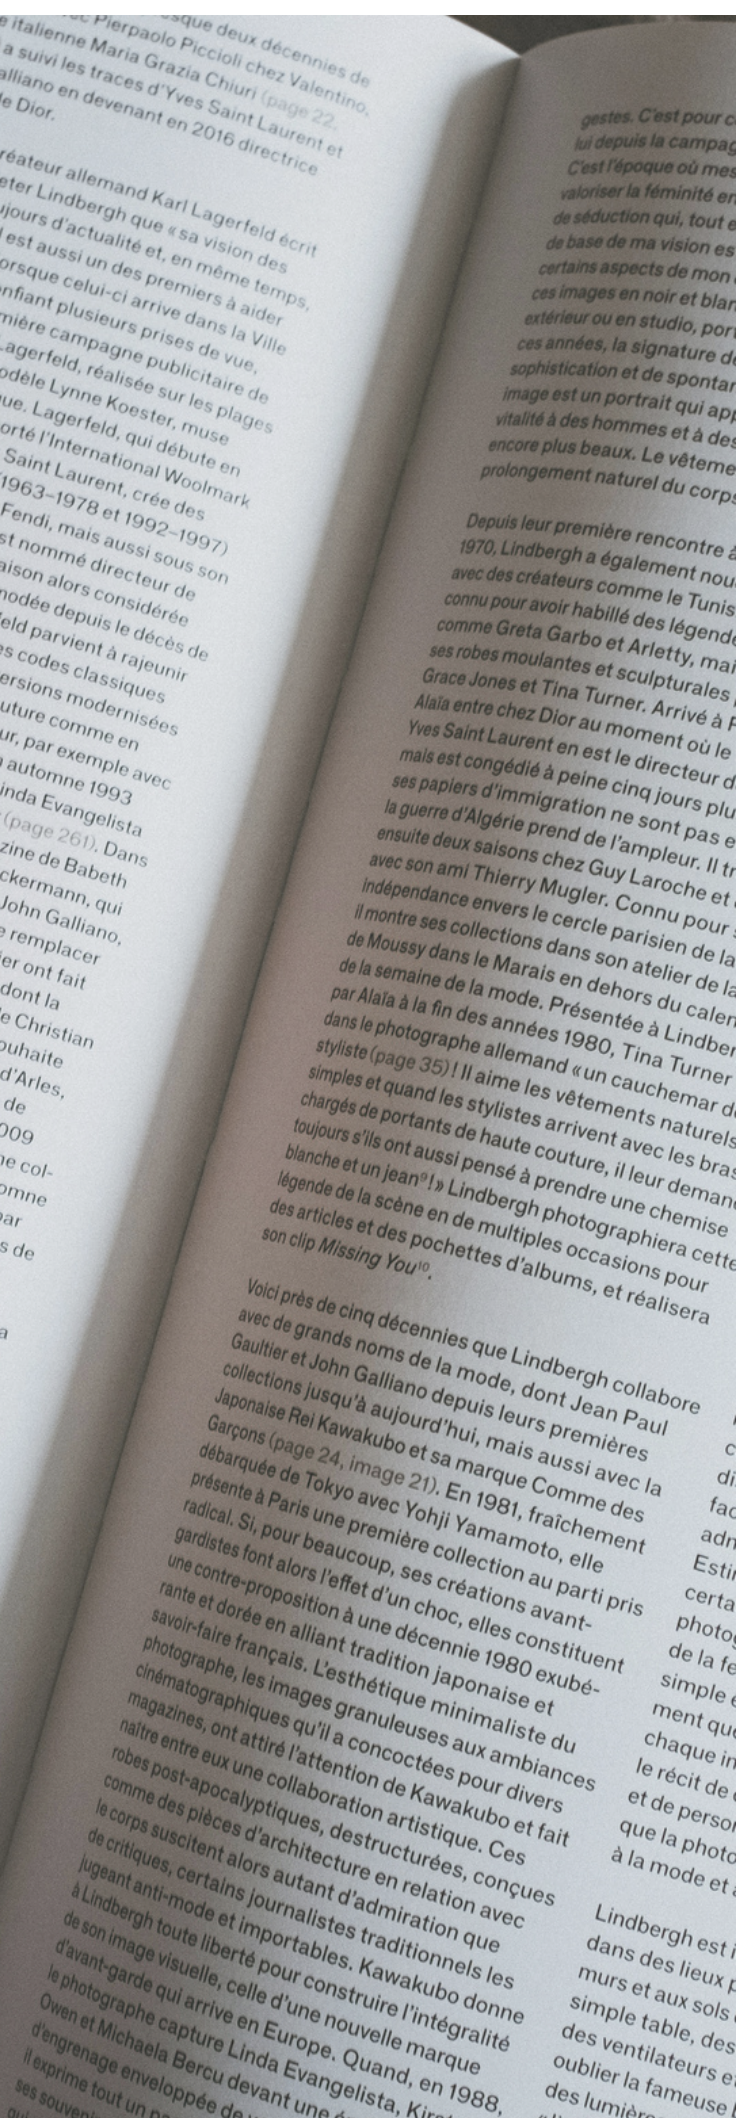 presque deux décennies de
Pierpaolo Piccioli chez Valentino,
italienne Maria Grazia Chiuri (page 22,
a suivi les traces d'Yves Saint Laurent et
alliano en devenant en 2016 directrice
de Dior.
réateur allemand Karl Lagerfeld écrit
eter Lindbergh que « sa vision des
ujours d'actualité et, en même temps,
l est aussi un des premiers à aider
orsque celui-ci arrive dans la Ville
nfiant plusieurs prises de vue,
mière campagne publicitaire de
Lagerfeld, réalisée sur les plages
odèle Lynne Koester, muse
ue. Lagerfeld, qui débute en
orté l'International Woolmark
Saint Laurent, crée des
(1963–1978 et 1992–1997)
Fendi, mais aussi sous son
st nommé directeur de
aison alors considérée
modée depuis le décès de
feld parvient à rajeunir
es codes classiques
ersions modernisées
uture comme en
ur, par exemple avec
automne 1993
inda Evangelista
(page 261). Dans
zine de Babeth
ckermann, qui
John Galliano,
e remplacer
ier ont fait
dont la
e Christian
ouhaite
d'Arles,
de
009
ne col-
omne
par
s de
a
gestes. C'est pour c
lui depuis la campag
C'est l'époque où mes
valoriser la féminité en
de séduction qui, tout e
de base de ma vision es
certains aspects de mon
ces images en noir et blan
extérieur ou en studio, por
ces années, la signature de
sophistication et de spontan
image est un portrait qui app
vitalité à des hommes et à des
encore plus beaux. Le vêteme
prolongement naturel du corps
Depuis leur première rencontre à
1970, Lindbergh a également nou
avec des créateurs comme le Tunis
connu pour avoir habillé des légende
comme Greta Garbo et Arletty, mai
ses robes moulantes et sculpturales
Grace Jones et Tina Turner. Arrivé à P
Alaïa entre chez Dior au moment où le
Yves Saint Laurent en est le directeur d
mais est congédié à peine cinq jours plu
ses papiers d'immigration ne sont pas e
la guerre d'Algérie prend de l'ampleur. Il tr
ensuite deux saisons chez Guy Laroche et
avec son ami Thierry Mugler. Connu pour s
indépendance envers le cercle parisien de la
il montre ses collections dans son atelier de la
de Moussy dans le Marais en dehors du calen
de la semaine de la mode. Présentée à Lindber
par Alaïa à la fin des années 1980, Tina Turner
dans le photographe allemand « un cauchemar de
styliste (page 35) ! Il aime les vêtements naturels
simples et quand les stylistes arrivent avec les bras
chargés de portants de haute couture, il leur deman
toujours s'ils ont aussi pensé à prendre une chemise
blanche et un jean⁹ ! » Lindbergh photographiera cette
légende de la scène en de multiples occasions pour
des articles et des pochettes d'albums, et réalisera
son clip Missing You¹⁰.
Voici près de cinq décennies que Lindbergh collabore
avec de grands noms de la mode, dont Jean Paul
Gaultier et John Gallliano depuis leurs premières
collections jusqu'à aujourd'hui, mais aussi avec la
Japonaise Rei Kawakubo et sa marque Comme des
Garçons (page 24, image 21). En 1981, fraîchement
débarquée de Tokyo avec Yohji Yamamoto, elle
présente à Paris une première collection au parti pris
radical. Si, pour beaucoup, ses créations avant-
gardistes font alors l'effet d'un choc, elles constituent
une contre-proposition à une décennie 1980 exubé-
rante et dorée en alliant tradition japonaise et
savoir-faire français. L'esthétique minimaliste du
photographe, les images granuleuses aux ambiances
cinématographiques qu'il a concoctées pour divers
magazines, ont attiré l'attention de Kawakubo et fait
naître entre eux une collaboration artistique. Ces
robes post-apocalyptiques, destructurées, conçues
comme des pièces d'architecture en relation avec
le corps suscitent alors autant d'admiration que
de critiques, certains journalistes traditionnels les
jugeant anti-mode et importables. Kawakubo donne
à Lindbergh toute liberté pour construire l'intégralité
de son image visuelle, celle d'une nouvelle marque
d'avant-garde qui arrive en Europe. Quand, en 1988,
le photographe capture Linda Evangelista, Kirs
Owen et Michaela Bercu devant une
d'engrenage enveloppée de
il exprime tout un
ses souveni
c
di
fac
adn
Estin
certa
photog
de la fe
simple e
ment que
chaque in
le récit de
et de person
que la photo
à la mode et
Lindbergh est i
dans des lieux p
murs et aux sols
simple table, des
des ventilateurs et
oublier la fameuse
des lumière